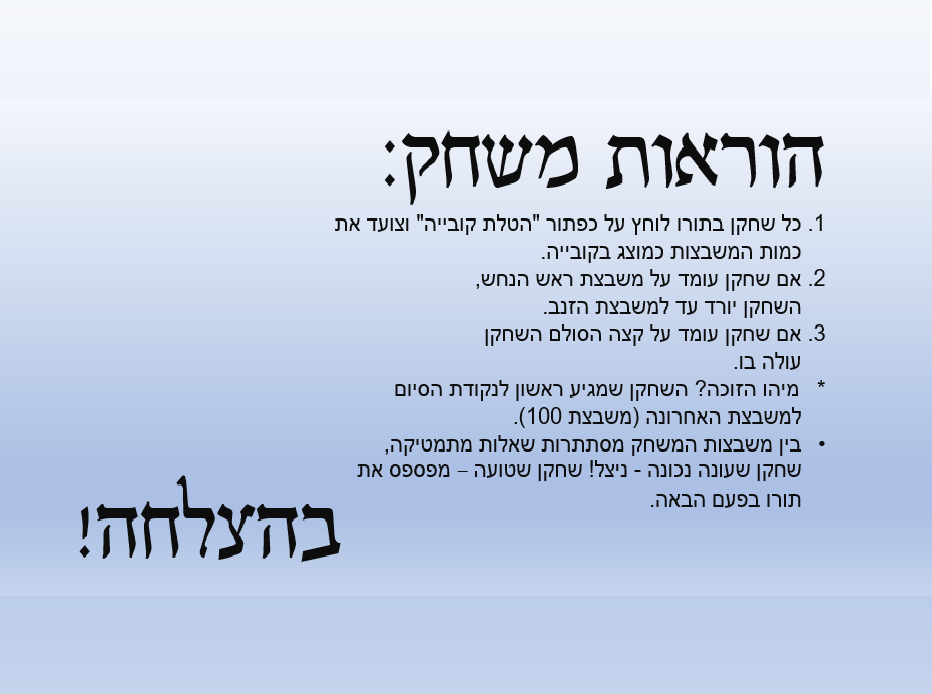 הוראות משחק:
1. כל שחקן בתורו לוחץ על כפתור "הטלת קובייה" וצועד את
כמות המשבצות כמוצג בקובייה.
2. אם שחקן עומד על משבצת ראש הנחש,
השחקן יורד עד למשבצת הזנב.
3. אם שחקן עומד על קצה הסולם השחקן
עולה בו.
* מיהו הזוכה? השחקן שמגיע ראשון לנקודת הסיום
למשבצת האחרונה (משבצת 100).
• בין משבצות המשחק מסתתרות שאלות מתמטיקה,
שחקן שעונה נכונה - ניצל! שחקן שטועה – מפספס את
תורו בפעם הבאה.
בהצלחה!